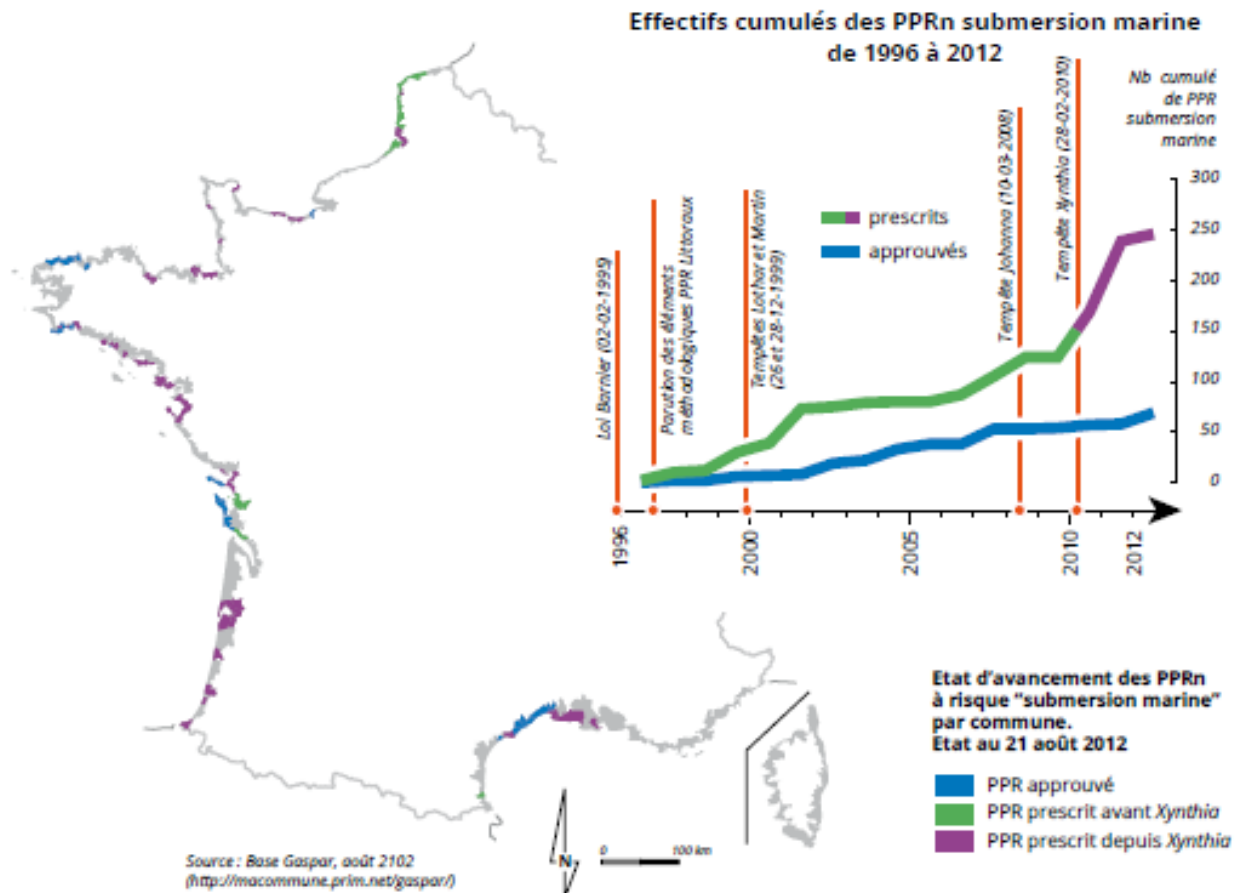 Effectifs cumulés des PPRn submersion marine
de 1996 à 2012
Nb cumulé
de PPR
submersion
marine
Loi Barnier (02-02-1995)
Parution des éléments
méthodologiques PPR Littoraux
Tempêtes Lothar et Martin
(26 et 28-12-1999)
Tempête Johanna (10-03-2008)
Tempête Xynthia (28-02-2010)
prescrits
approuvés
300
250
200
150
100
50
0
1996
2000
2005
2010
2012
Etat d'avancement des PPRn
à risque "submersion marine"
par commune.
Etat au 21 août 2012
PPR approuvé
PPR prescrit avant Xynthia
PPR prescrit depuis Xynthia
N
0 100 km
Source : Base Gaspar, août 2102
(http://macommune.prim.net/gaspar/)